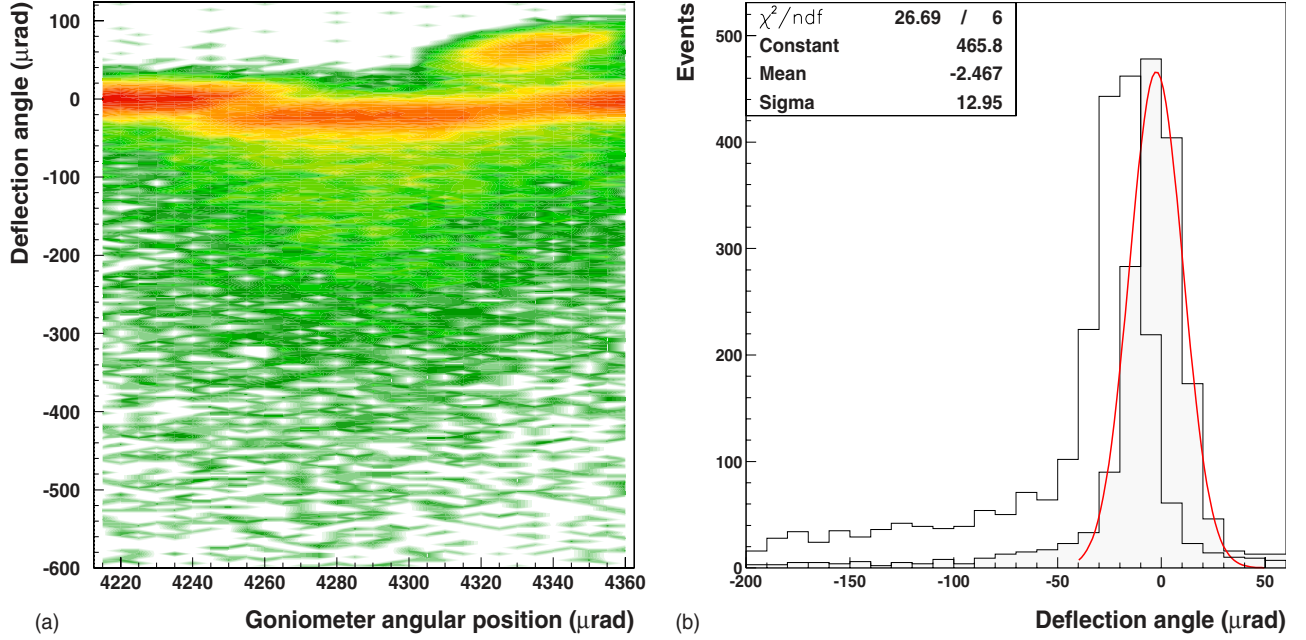 Deflection angle (μrad)
100
0
-100
-200
-300
-400
-500
-600
4220 4240 4260 4280 4300 4320 4340 4360
(a)
Goniometer angular position (μrad)
Events
500
400
300
200
100
0
χ²/ndf 26.69 / 6
Constant 465.8
Mean -2.467
Sigma 12.95
-200 -150 -100 -50 0 50
(b)
Deflection angle (μrad)